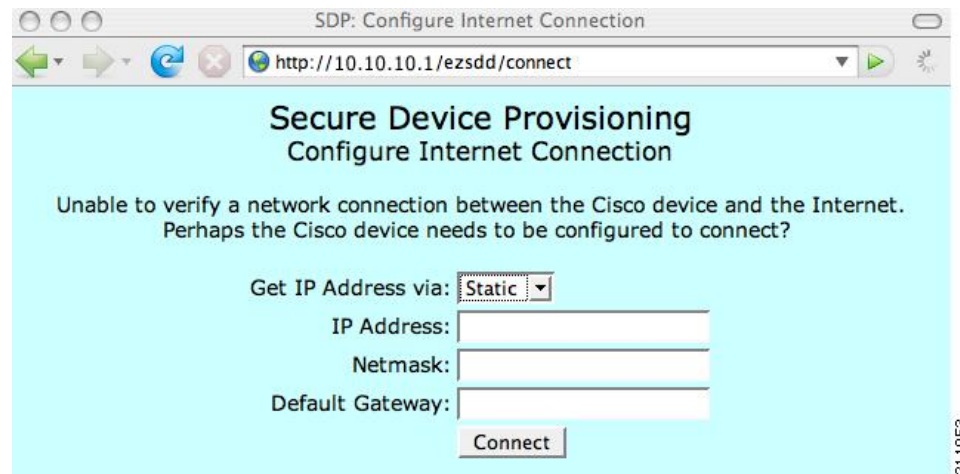 SDP: Configure Internet Connection
http://10.10.10.1/ezsdd/connect
Secure Device Provisioning
Configure Internet Connection
Unable to verify a network connection between the Cisco device and the Internet.
Perhaps the Cisco device needs to be configured to connect?
Get IP Address via: Static
IP Address:
Netmask:
Default Gateway:
Connect